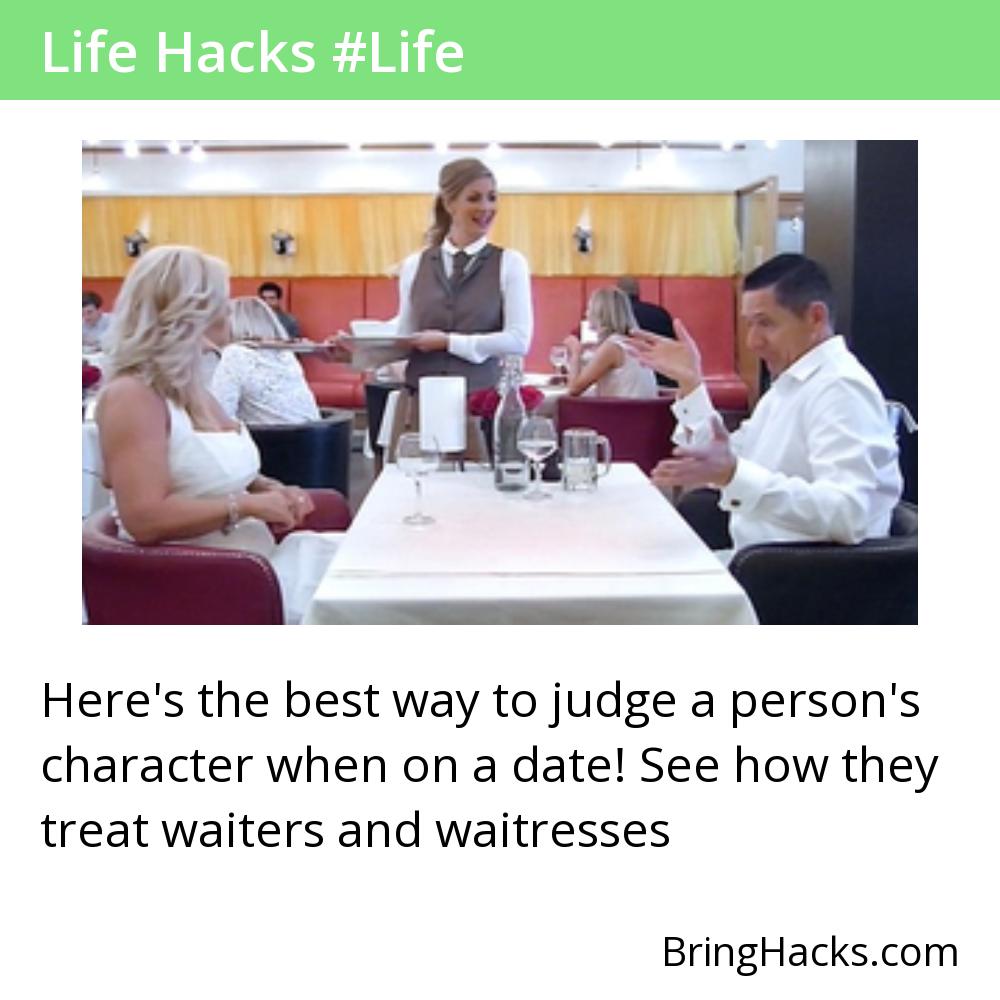 Life Hacks #Life
Here's the best way to judge a person's
character when on a date! See how they
treat waiters and waitresses
BringHacks.com